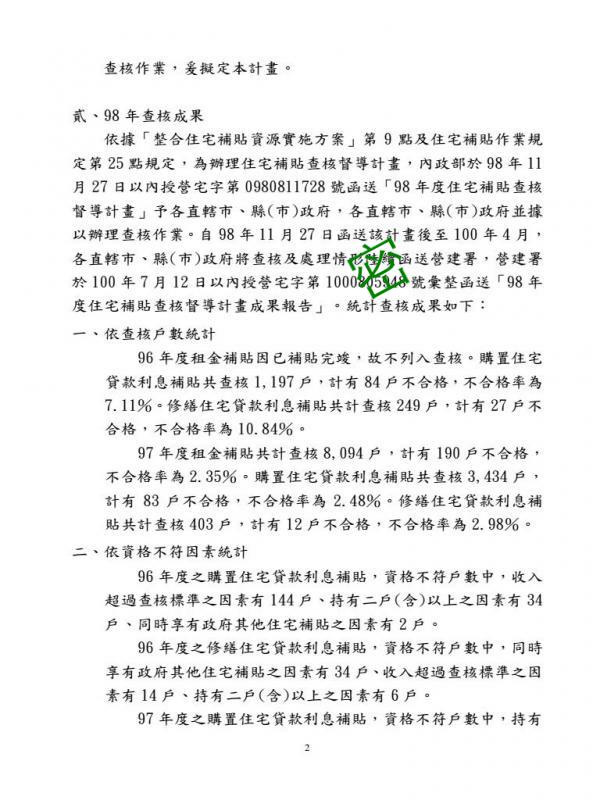 查核作業，爰擬定本計畫。
貳、98 年查核成果
依據「整合住宅補貼資源實施方案」第 9 點及住宅補貼作業規
定第 25 點規定，為辦理住宅補貼查核督導計畫，內政部於 98 年 11
月 27 日以內授營宅字第 0980811728 號函送「98 年度住宅補貼查核
督導計畫」予各直轄市、縣(市)政府，各直轄市、縣(市)政府並據
以辦理查核作業。自 98 年 11 月 27 日函送該計畫後至 100 年 4 月，
各直轄市、縣(市)政府將查核及處理情形陸續函送營建署，營建署
於 100 年 7 月 12 日以內授營宅字第 1000805948 號彙整函送「98 年
度住宅補貼查核督導計畫成果報告」。統計查核成果如下：
密
一、依查核戶數統計
96 年度租金補貼因已補貼完竣，故不列入查核。購置住宅
貸款利息補貼共查核 1,197 戶，計有 84 戶不合格，不合格率為
7.11%。修繕住宅貸款利息補貼共計查核 249 戶，計有 27 戶不
合格，不合格率為 10.84%。
97 年度租金補貼共計查核 8,094 戶，計有 190 戶不合格，
不合格率為 2.35%。購置住宅貸款利息補貼共查核 3,434 戶，
計有 83 戶不合格，不合格率為 2.48%。修繕住宅貸款利息補
貼共計查核 403 戶，計有 12 戶不合格，不合格率為 2.98%。
二、依資格不符因素統計
96 年度之購置住宅貸款利息補貼，資格不符戶數中，收入
超過查核標準之因素有 144 戶、持有二戶(含)以上之因素有 34
戶、同時享有政府其他住宅補貼之因素有 2 戶。
96 年度之修繕住宅貸款利息補貼，資格不符戶數中，同時
享有政府其他住宅補貼之因素有 34 戶、收入超過查核標準之因
素有 14 戶、持有二戶(含)以上之因素有 6 戶。
97 年度之購置住宅貸款利息補貼，資格不符戶數中，持有
2